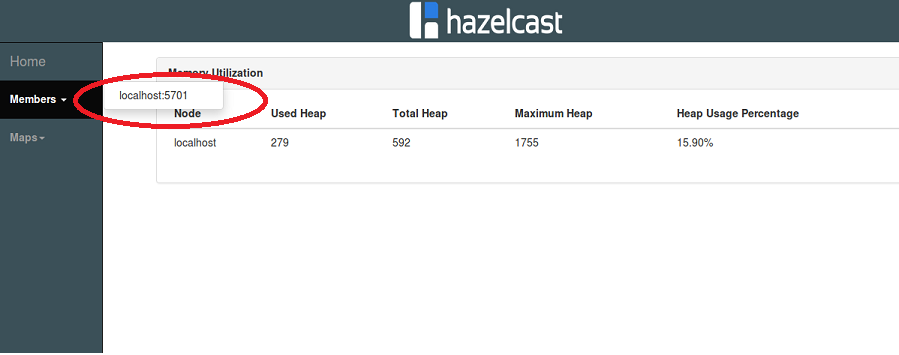 hazelcast
Home
Members
Maps
localhost:5701
Memory Utilization
Node Used Heap Total Heap Maximum Heap Heap Usage Percentage
localhost 279 592 1755 15.90%